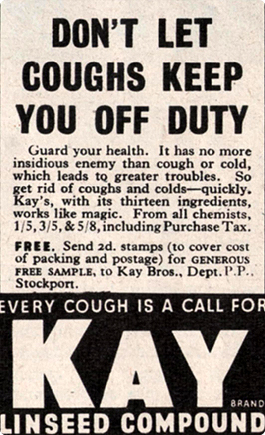 DON'T LET
COUGHS KEEP
YOU OFF DUTY
Guard your health. It has no more
insidious enemy than cough or cold,
which leads to greater troubles. So
get rid of coughs and colds—quickly.
Kay's, with its thirteen ingredients,
works like magic. From all chemists,
1/5, 3/5, & 5/8, including Purchase Tax.
FREE. Send 2d. stamps (to cover cost
of packing and postage) for GENEROUS
FREE SAMPLE, to Kay Bros., Dept. P.P.,
Stockport.
EVERY COUGH IS A CALL FOR
KAY
BRAND
LINSEED COMPOUND